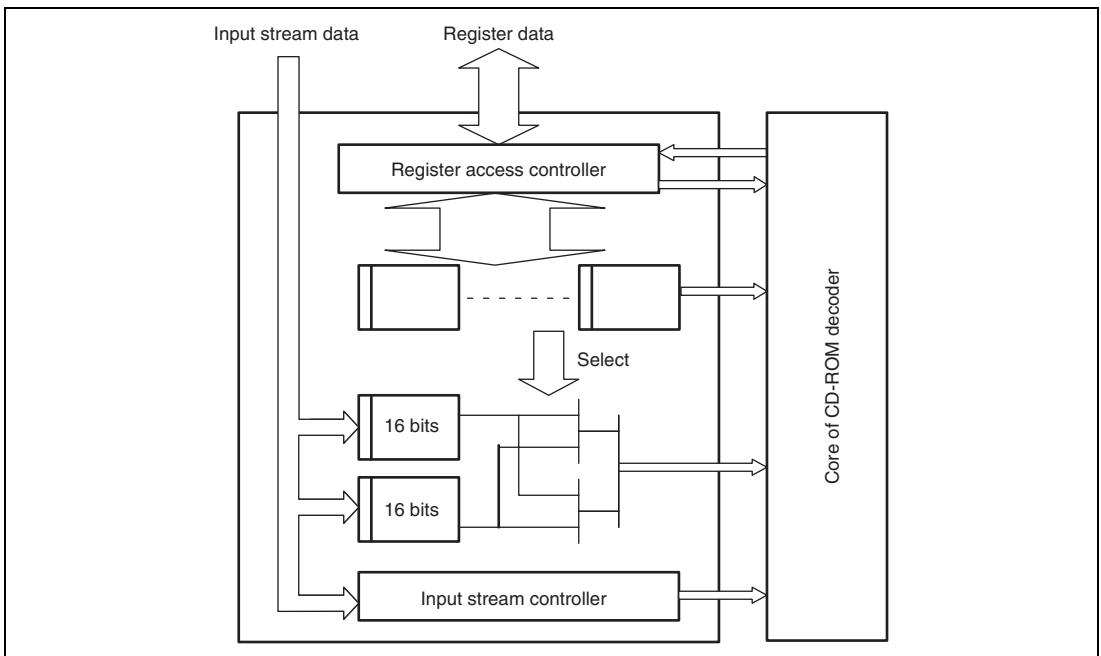 Input stream data
Register data
Register access controller
Select
16 bits
16 bits
Input stream controller
Core of CD-ROM decoder